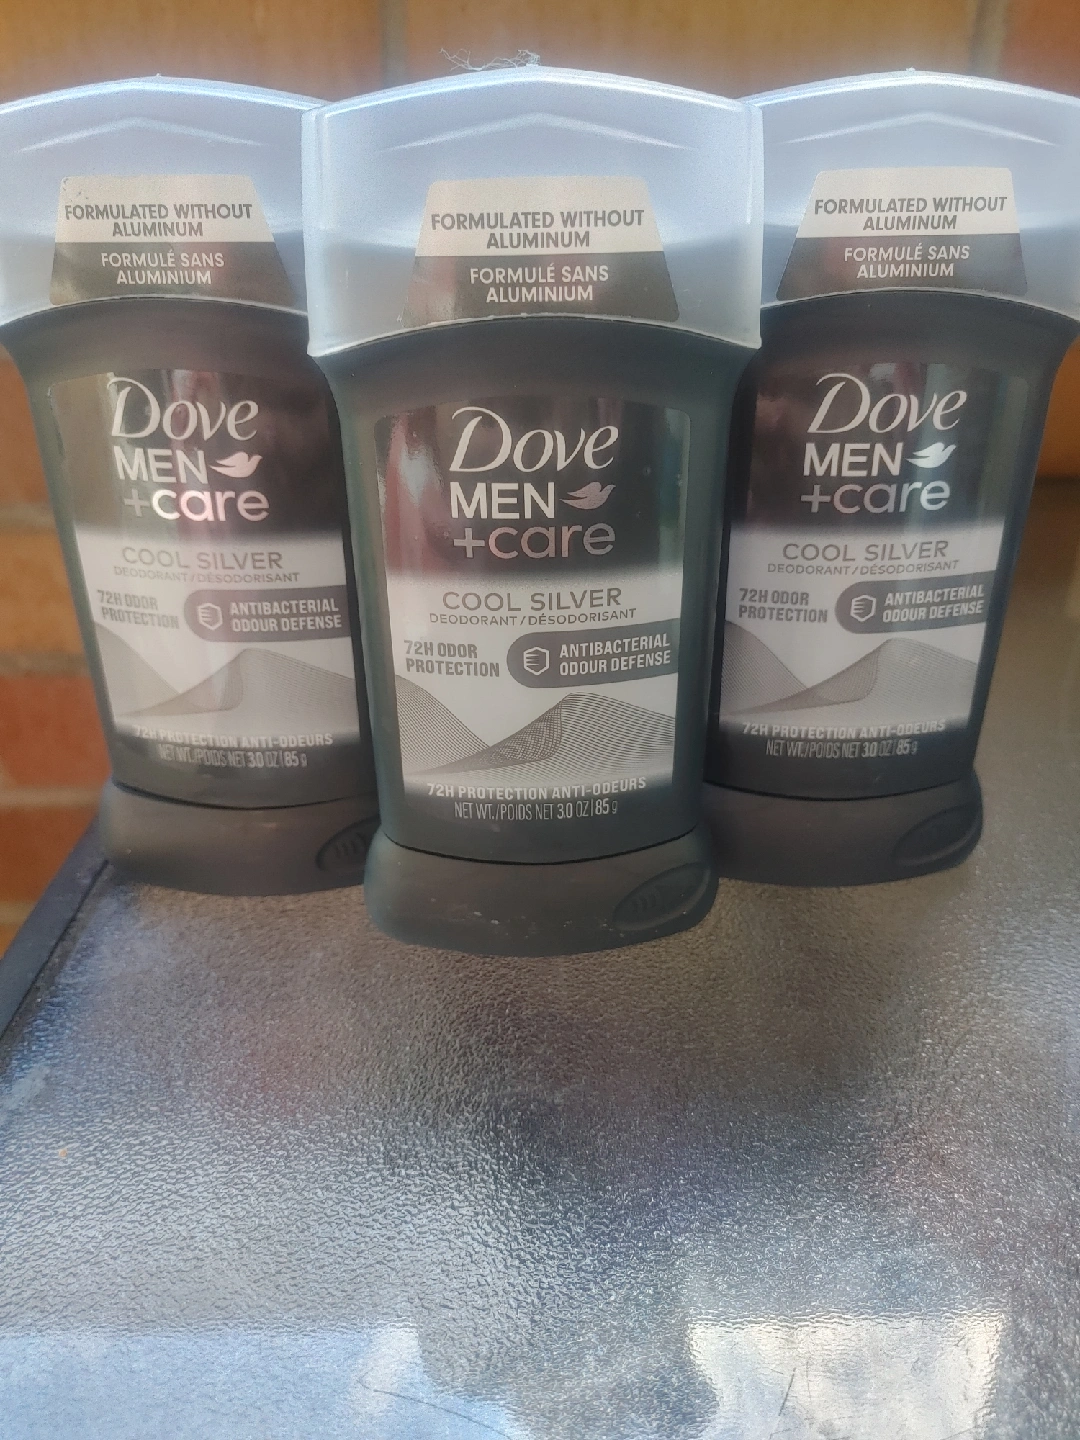 FORMULATED WITHOUT
ALUMINUM
FORMULÉ SANS
ALUMINIUM
Dove
MEN
+care
COOL SILVER
DEODORANT/DÉSODORISANT
72H ODOR
PROTECTION
ANTIBACTERIAL
ODOUR DEFENSE
72H PROTECTION ANTI-ODEURS
NET WT./POIDS NET 3.0 OZ|85 g
FORMULATED WITHOUT
ALUMINUM
FORMULÉ SANS
ALUMINIUM
Dove
MEN
+care
COOL SILVER
DEODORANT/DÉSODORISANT
72H ODOR
PROTECTION
ANTIBACTERIAL
ODOUR DEFENSE
72H PROTECTION ANTI-ODEURS
NET WT./POIDS NET 3.0 OZ|85 g
FORMULATED WITHOUT
ALUMINUM
FORMULÉ SANS
ALUMINIUM
Dove
MEN
+care
COOL SILVER
DEODORANT/DÉSODORISANT
72H ODOR
PROTECTION
ANTIBACTERIAL
ODOUR DEFENSE
72H PROTECTION ANTI-ODEURS
NET WT./POIDS NET 3.0 OZ|85 g